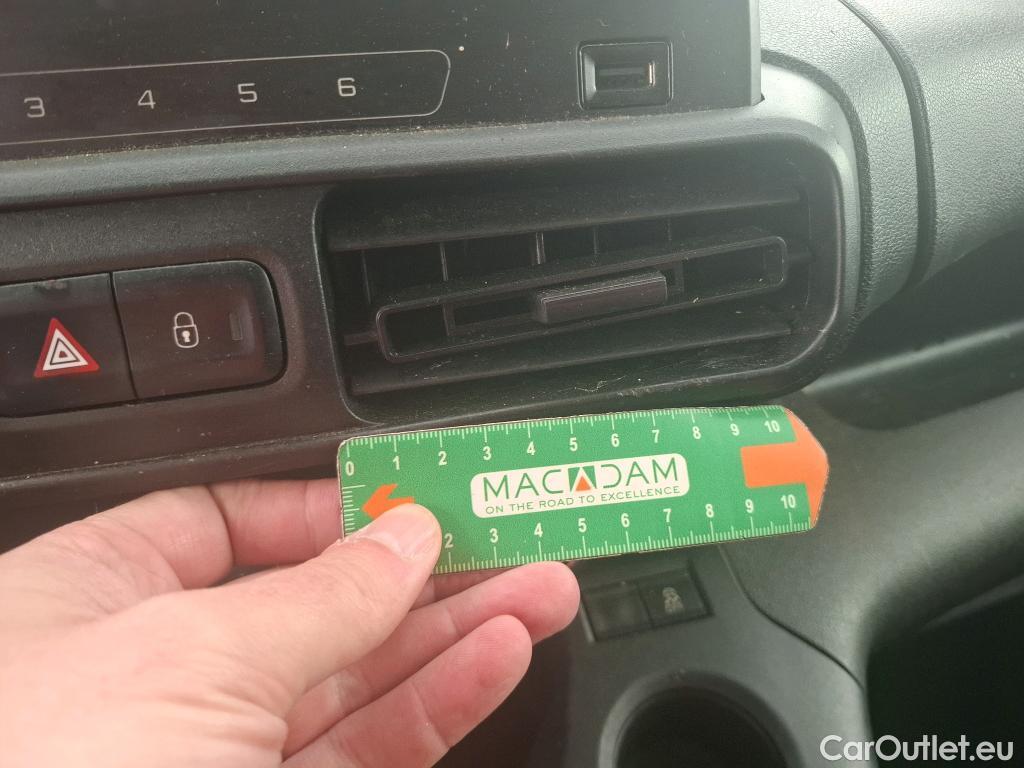 3 4 5 6
0 1 2 3 4 5 6 7 8 9 10
MACADAM
ON THE ROAD TO EXCELLENCE
2 3 4 5 6 7 8 9 10
CarOutlet.eu